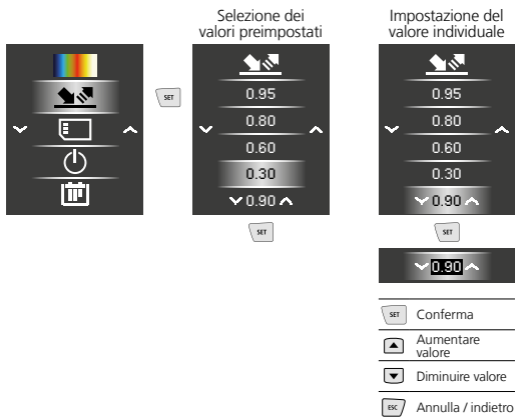 Selezione dei
valori preimpostati
Impostazione del
valore individuale
SET
0.95
0.80
0.60
0.30
0.90
SET
0.95
0.80
0.60
0.30
0.90
SET
0.90
SET Conferma
Aumentare
valore
Diminuire valore
ESC Annulla / indietro